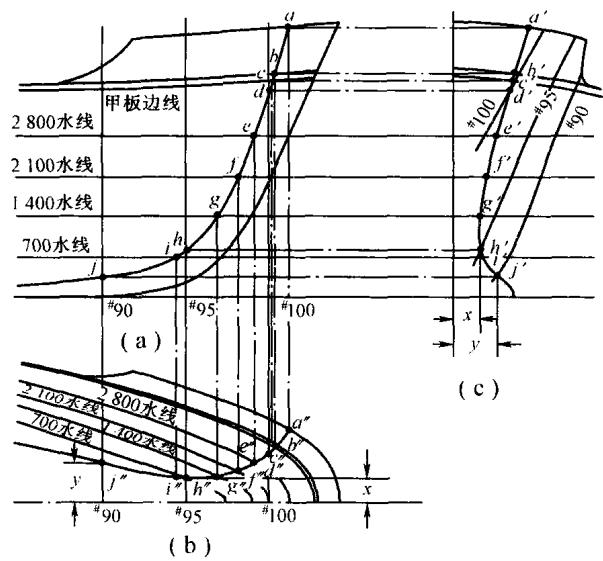 a
a′
b
c
d
h′
c′
d′
甲板边线
#100
#95
#90
2 800水线
e
e′
2 100水线
f
f′
1 400水线
g
g′
700水线
i
h
h′
i′
j
j′
#90
#95
#100
x
y
(a)
(c)
2 800水线
2 100水线
1 400水线
700水线
a″
b″
c″
d″
e″
y
j″
i″
h″
g″
f″
x
#90
#95
#100
(b)